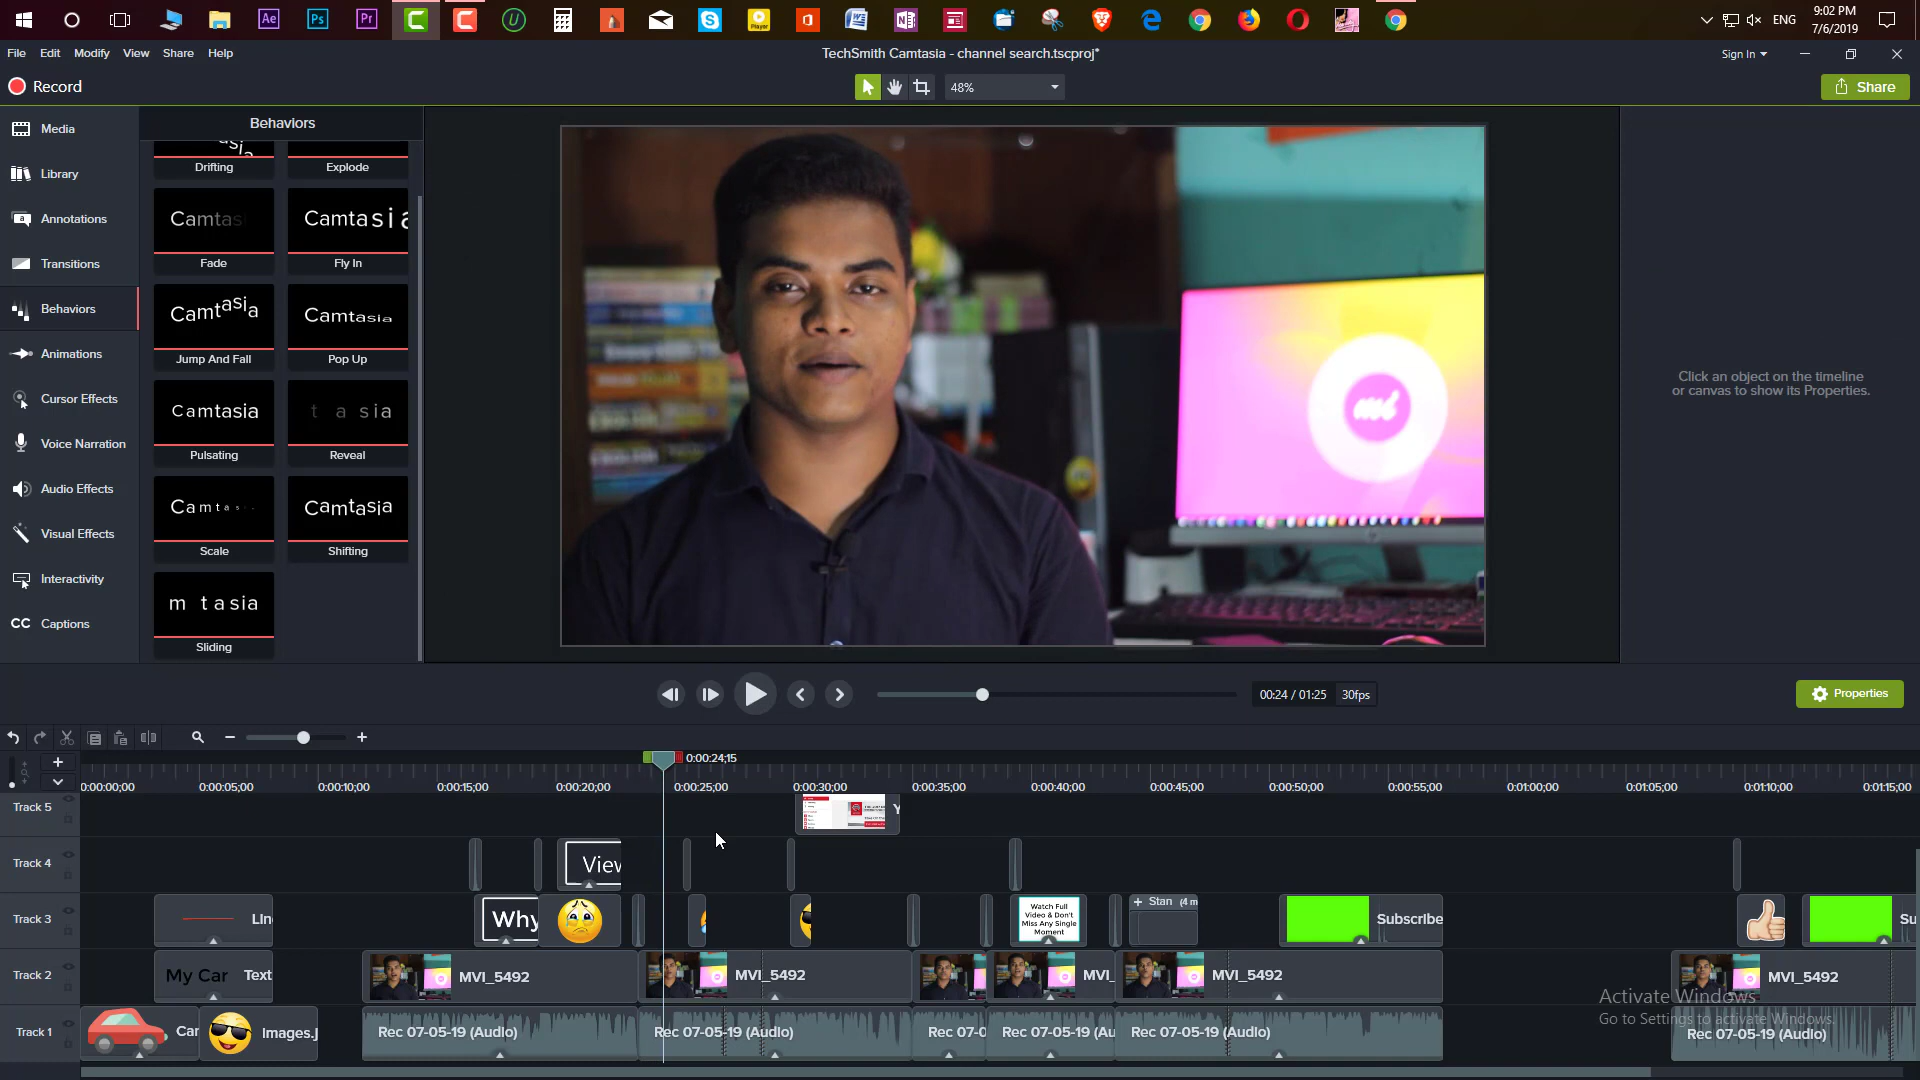 Ae
Ps
Pr
ENG
9:02 PM
7/6/2019
File Edit Modify View Share Help
TechSmith Camtasia - channel search.tscproj*
Sign In
Record
48%
Share
Media
Library
Annotations
Transitions
Behaviors
Animations
Cursor Effects
Voice Narration
Audio Effects
Visual Effects
Interactivity
CC Captions
Behaviors
Drifting
Explode
Camtasi
Camtasia
Fade
Fly In
Camtasia
Camtasia
Jump And Fall
Pop Up
Camtasia
t a sia
Pulsating
Reveal
Camtas
Camtasia
Scale
Shifting
m t a sia
Sliding
Click an object on the timeline
or canvas to show its Properties.
00:24 / 01:25
30fps
Properties
0:00:24;15
0:00:00;00
0:00:05;00
0:00:10;00
0:00:15;00
0:00:20;00
0:00:25;00
0:00:30;00
0:00:35;00
0:00:40;00
0:00:45;00
0:00:50;00
0:00:55;00
0:01:00;00
0:01:05;00
0:01:10;00
0:01:15;00
Track 5
Track 4
View
Track 3
Lin
Why
Watch Full
Video & Don't
Miss Any Single
Moment
+ Stan (4 m
Subscribe
Su
Track 2
My Car
Text
MVI_5492
MVI_5492
MVI_
MVI_5492
MVI_5492
Track 1
Car
Images.j
Rec 07-05-19 (Audio)
Rec 07-05-19 (Audio)
Rec 07-0
Rec 07-05-19 (Au
Rec 07-05-19 (Audio)
Rec 07-05-19 (Audio)
Activate Windows
Go to Settings to activate Windows.